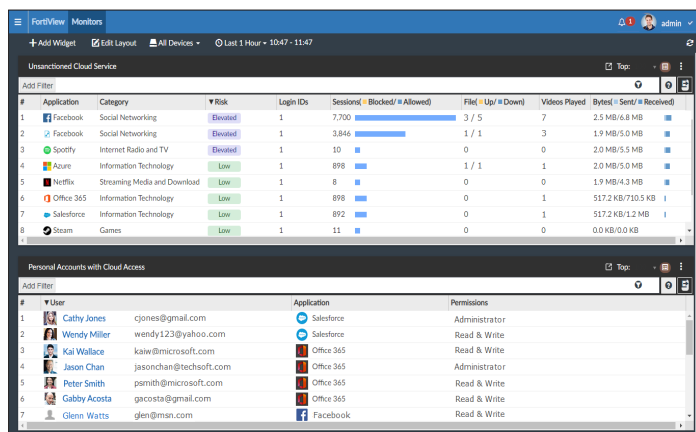 FortiView Monitors 1 admin
+ Add Widget Edit Layout All Devices Last 1 Hour 10:47 - 11:47
Unsanctioned Cloud Service Top:
Add Filter
# Application Category ▼Risk Login IDs Sessions( Blocked/ Allowed) File( Up/ Down) Videos Played Bytes( Sent/ Received)
1 Facebook Social Networking Elevated 1 7,700 3 / 5 7 2.5 MB/6.8 MB
2 Facebook Social Networking Elevated 1 3,846 1 / 1 3 1.9 MB/5.0 MB
3 Spotify Internet Radio and TV Elevated 1 10 0 0 2.0 MB/5.5 MB
4 Azure Information Technology Low 1 898 1 / 1 1 2.0 MB/5.0 MB
5 Netflix Streaming Media and Download Low 1 8 0 0 1.9 MB/4.3 MB
6 Office 365 Information Technology Low 1 898 0 1 517.2 KB/710.5 KB
7 Salesforce Information Technology Low 1 892 0 1 517.2 KB/1.2 MB
8 Steam Games Low 1 11 0 0 0.0 KB/0.0 KB
Personal Accounts with Cloud Access Top:
Add Filter
# ▼User Application Permissions
1 Cathy Jones cjones@gmail.com Salesforce Administrator
2 Wendy Miller wendy123@yahoo.com Salesforce Read & Write
3 Kai Wallace kaiw@microsoft.com Office 365 Read & Write
4 Jason Chan jasonchan@techsoft.com Office 365 Administrator
5 Peter Smith psmith@microsoft.com Office 365 Read & Write
6 Gabby Acosta gacosta@gmail.com Office 365 Read & Write
7 Glenn Watts glen@msn.com Facebook Read & Write